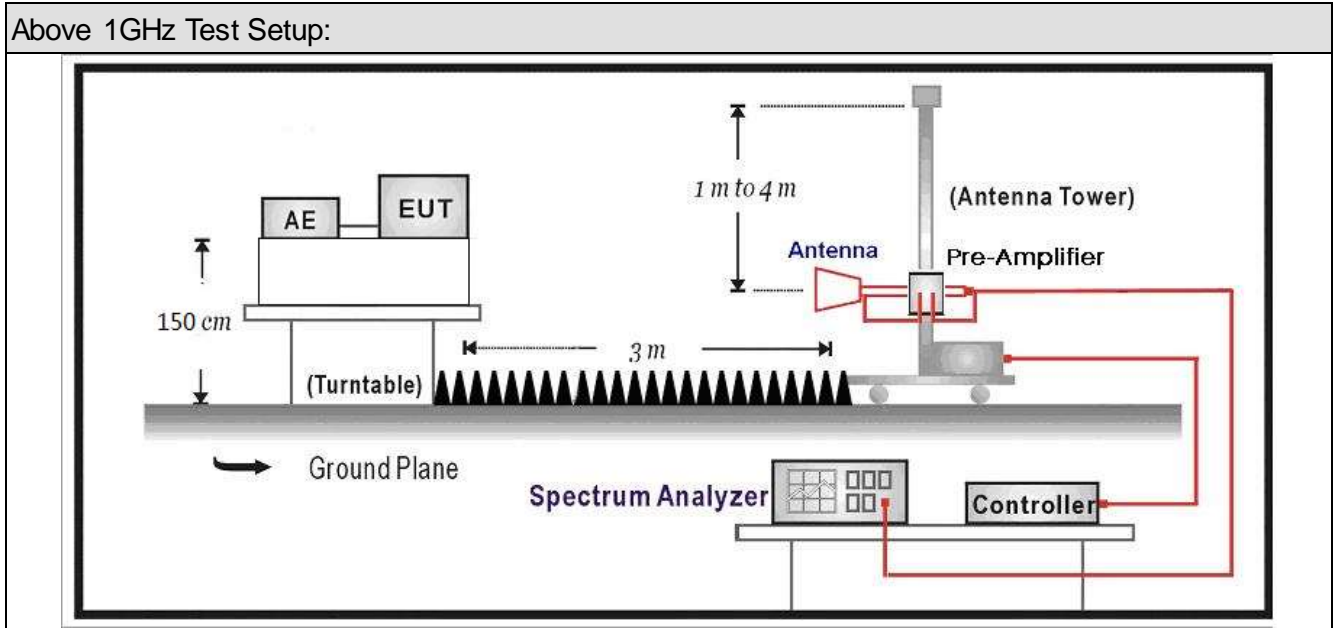 Above 1GHz Test Setup:
1 m to 4 m
(Antenna Tower)
AE
EUT
Antenna
Pre-Amplifier
150 cm
3 m
(Turntable)
Ground Plane
Spectrum Analyzer
Controller